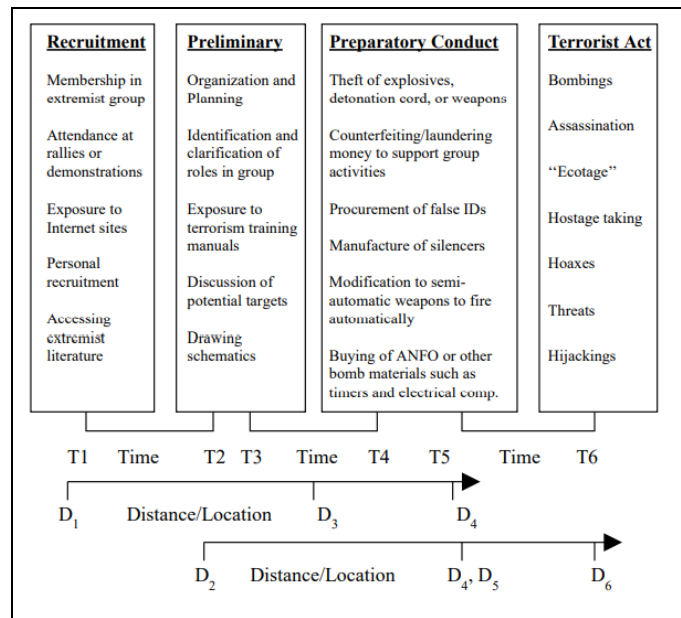 Recruitment
Membership in
extremist group
Attendance at
rallies or
demonstrations
Exposure to
Internet sites
Personal
recruitment
Accessing
extremist
literature
Preliminary
Organization and
Planning
Identification and
clarification of
roles in group
Exposure to
terrorism training
manuals
Discussion of
potential targets
Drawing
schematics
Preparatory Conduct
Theft of explosives,
detonation cord, or weapons
Counterfeiting/laundering
money to support group
activities
Procurement of false IDs
Manufacture of silencers
Modification to semi-
automatic weapons to fire
automatically
Buying of ANFO or other
bomb materials such as
timers and electrical comp.
Terrorist Act
Bombings
Assassination
“Ecotage”
Hostage taking
Hoaxes
Threats
Hijackings
T1 Time T2 T3 Time T4 T5 Time T6
D1 Distance/Location D3 D4
D2 Distance/Location D4, D5 D6